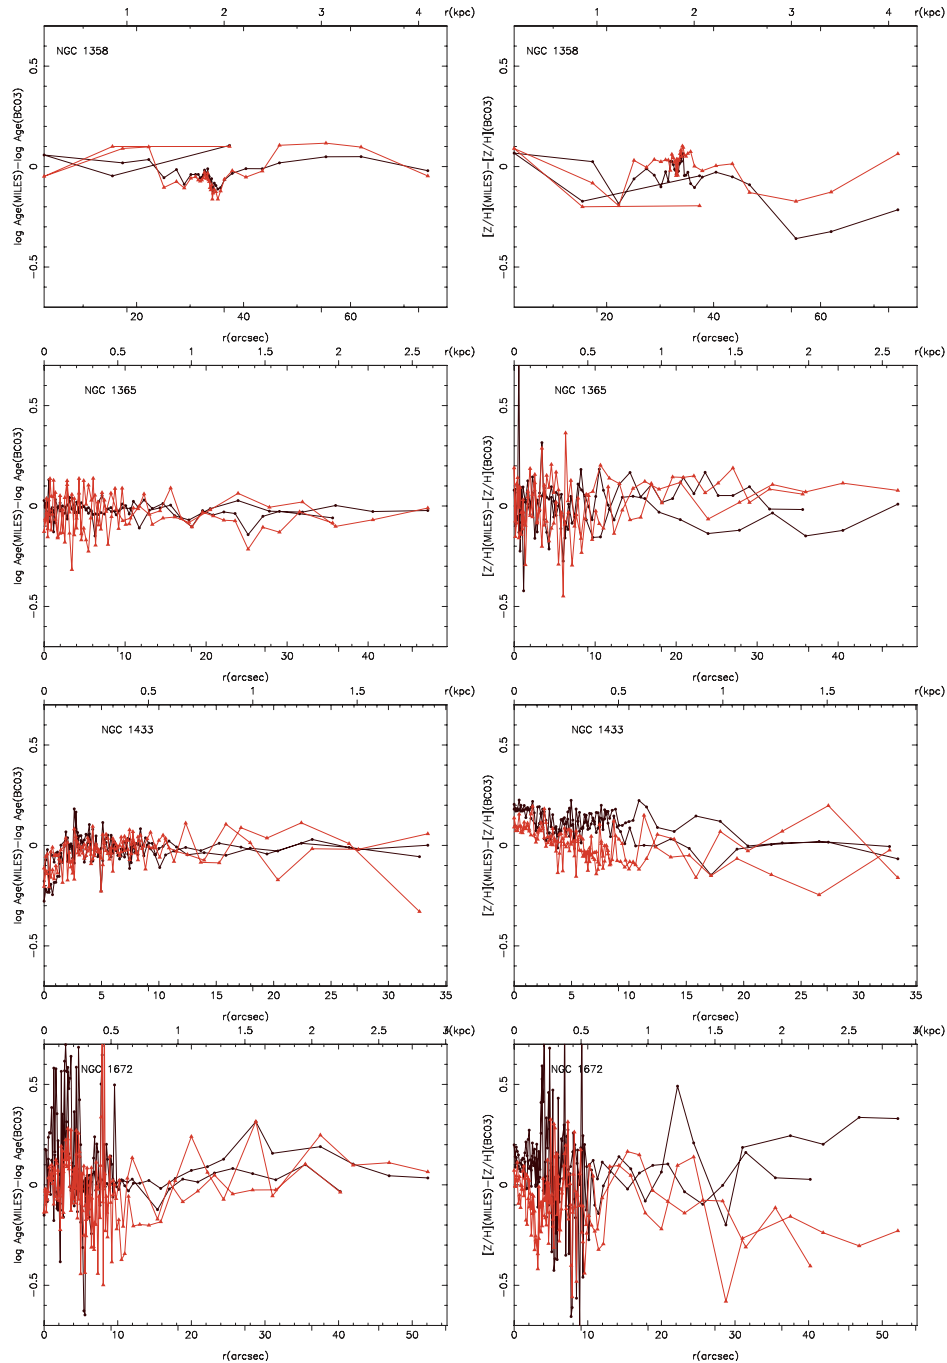 1 2 3 4 r(kpc) 1 2 3 4 r(kpc)
NGC 1358 NGC 1358
log Age(MILES)−log Age(BC03) [Z/H](MILES)−[Z/H](BC03)
0.5 0 −0.5 0.5 0 −0.5
20 40 60 20 40 60
r(arcsec) r(arcsec)
0 0.5 1 1.5 2 2.5 r(kpc) 0 0.5 1 1.5 2 2.5 r(kpc)
NGC 1365 NGC 1365
log Age(MILES)−log Age(BC03) [Z/H](MILES)−[Z/H](BC03)
0.5 0 −0.5 0.5 0 −0.5
0 10 20 30 40 0 10 20 30 40
r(arcsec) r(arcsec)
0 0.5 1 1.5 r(kpc) 0 0.5 1 1.5 r(kpc)
NGC 1433 NGC 1433
log Age(MILES)−log Age(BC03) [Z/H](MILES)−[Z/H](BC03)
0.5 0 −0.5 0.5 0 −0.5
0 5 10 15 20 25 30 35 0 5 10 15 20 25 30 35
r(arcsec) r(arcsec)
0 0.5 1 1.5 2 2.5 3 r(kpc) 0 0.5 1 1.5 2 2.5 3 r(kpc)
NGC 1672 NGC 1672
log Age(MILES)−log Age(BC03) [Z/H](MILES)−[Z/H](BC03)
0.5 0 −0.5 0.5 0 −0.5
0 10 20 30 40 50 0 10 20 30 40 50
r(arcsec) r(arcsec)